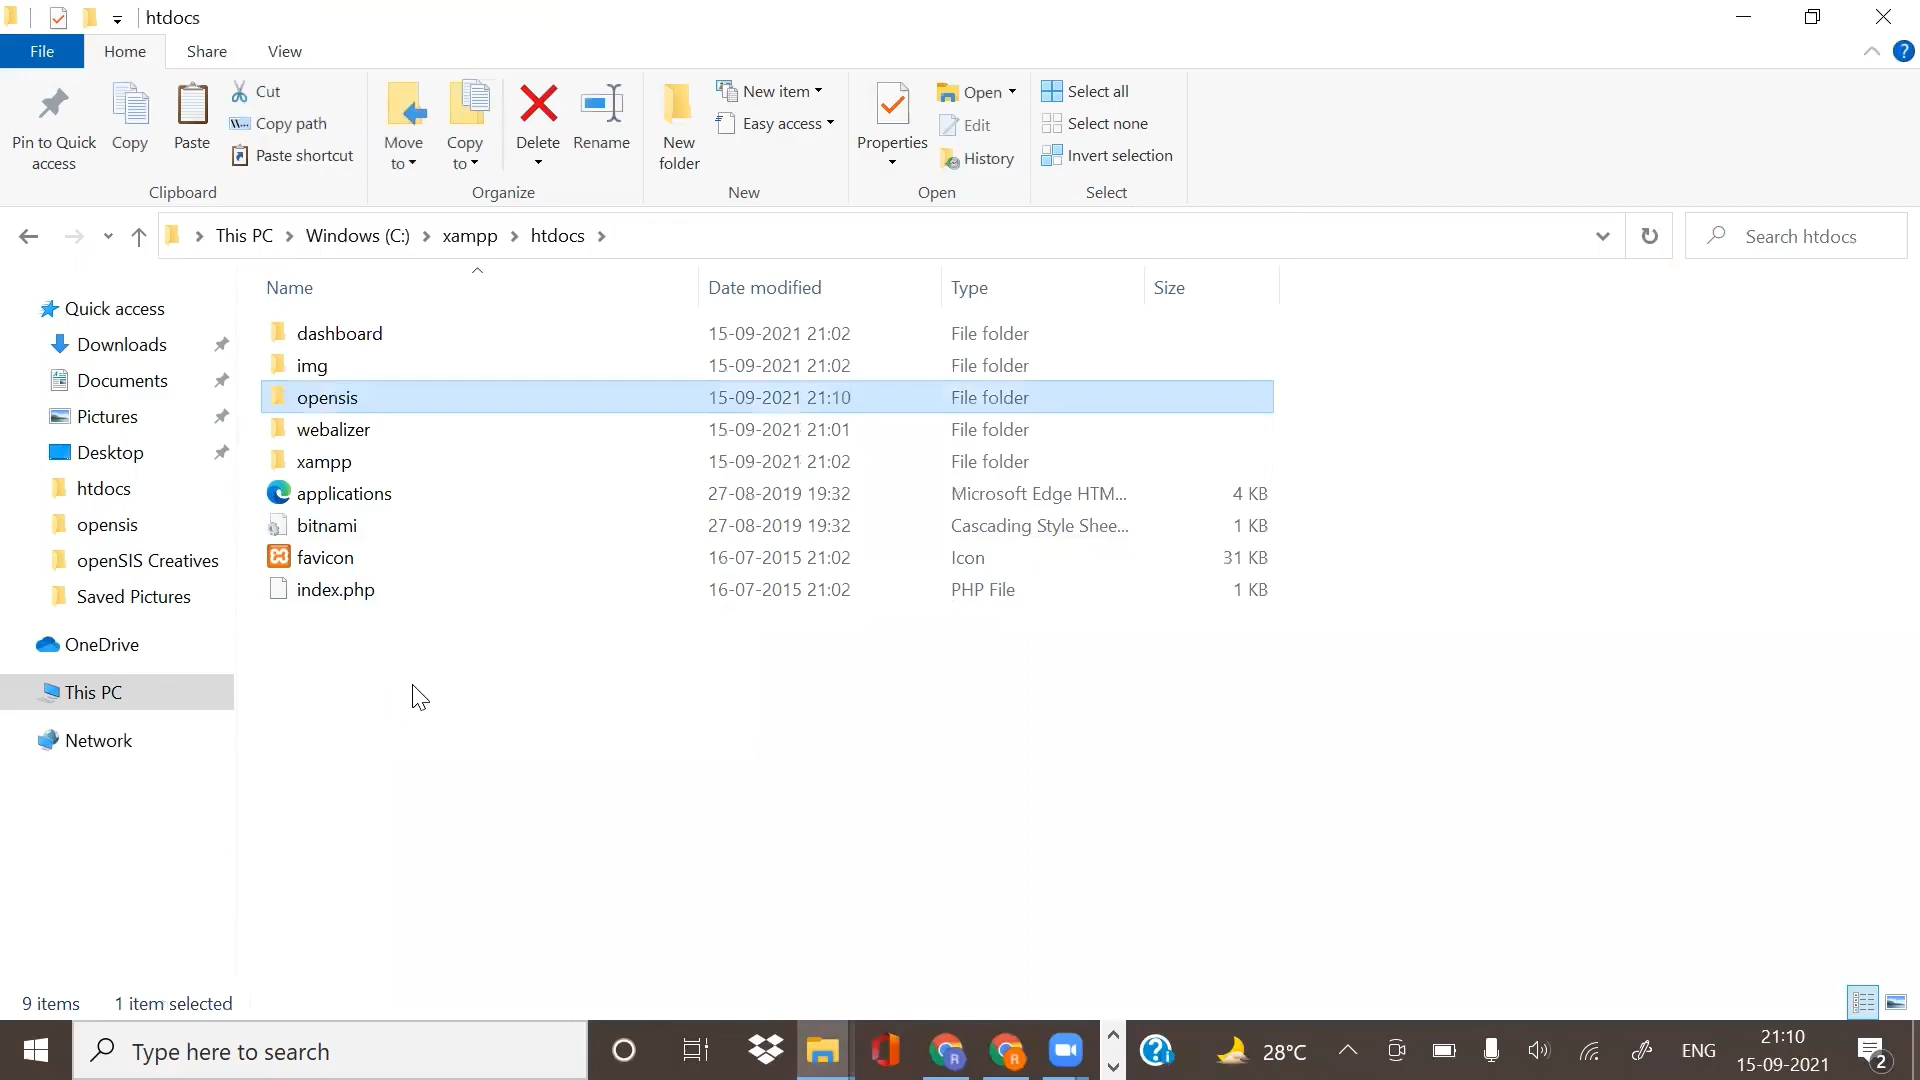 htdocs
File Home Share View
Pin to Quick access
Copy
Paste
Cut
Copy path
Paste shortcut
Clipboard
Move to
Copy to
Delete
Rename
Organize
New folder
New item
Easy access
New
Properties
Open
Edit
History
Open
Select all
Select none
Invert selection
Select
This PC Windows (C:) xampp htdocs
Search htdocs
Quick access
Downloads
Documents
Pictures
Desktop
htdocs
opensis
openSIS Creatives
Saved Pictures
OneDrive
This PC
Network
Name Date modified Type Size
dashboard 15-09-2021 21:02 File folder
img 15-09-2021 21:02 File folder
opensis 15-09-2021 21:10 File folder
webalizer 15-09-2021 21:01 File folder
xampp 15-09-2021 21:02 File folder
applications 27-08-2019 19:32 Microsoft Edge HTM... 4 KB
bitnami 27-08-2019 19:32 Cascading Style Shee... 1 KB
favicon 16-07-2015 21:02 Icon 31 KB
index.php 16-07-2015 21:02 PHP File 1 KB
9 items 1 item selected
Type here to search
R
R
28°C
ENG
21:10
15-09-2021
2